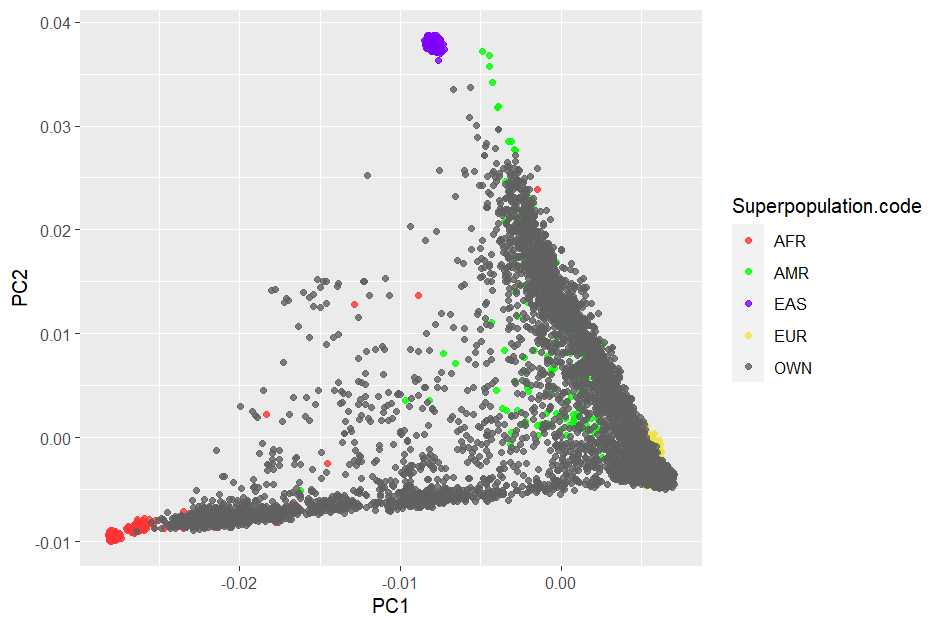 0.04
0.03
0.02
0.01
0.00
-0.01
PC2
-0.02
-0.01
0.00
PC1
Superpopulation.code
AFR
AMR
EAS
EUR
OWN